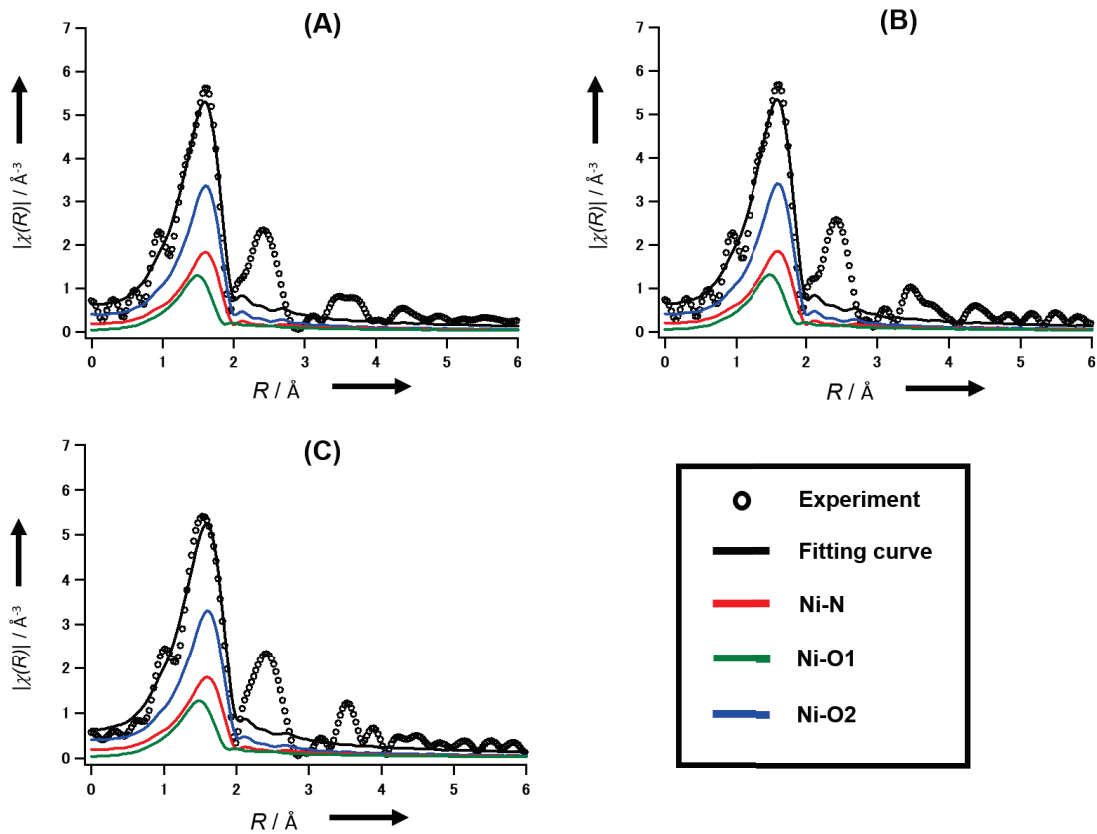 (A)
7
6
5
4
3
2
1
0
|χ(R)| / Å-3
0 1 2 3 4 5 6
R / Å
(B)
7
6
5
4
3
2
1
0
|χ(R)| / Å-3
0 1 2 3 4 5 6
R / Å
(C)
7
6
5
4
3
2
1
0
|χ(R)| / Å-3
0 1 2 3 4 5 6
R / Å
Experiment
Fitting curve
Ni-N
Ni-O1
Ni-O2